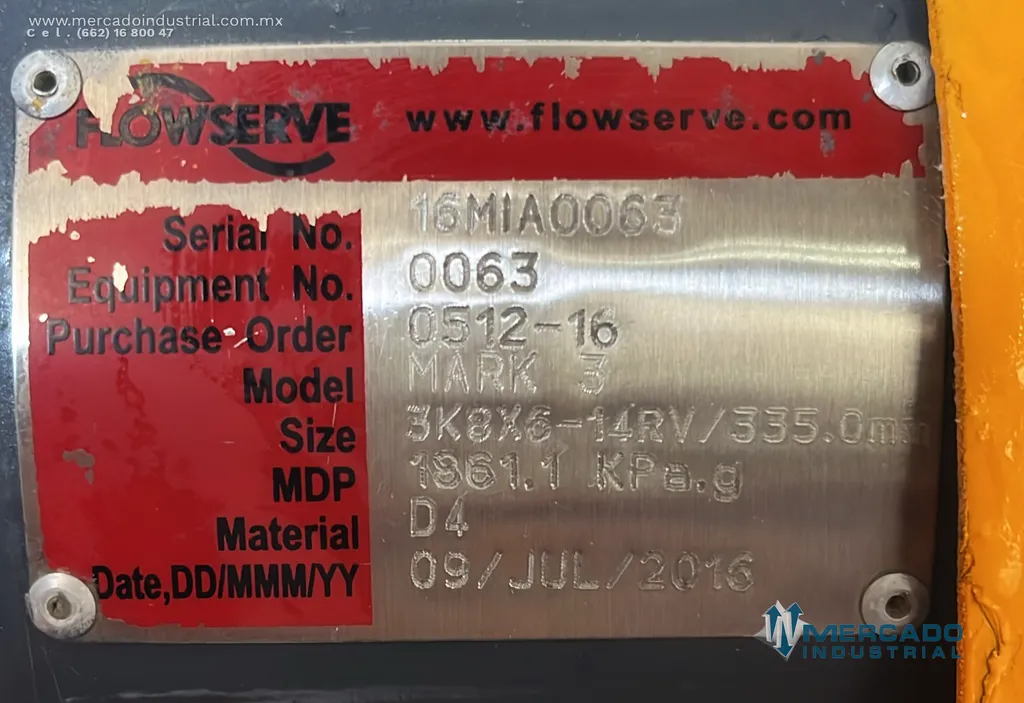 www.mercadoindustrial.com.mx
Cel. (662) 16 800 47
FLOWSERVE www.flowserve.com
Serial No. 16MIA0063
Equipment No. 0063
Purchase Order 0512-16
Model MARK 3
Size 3K8X6-14RV/335.0mm
MDP 1861.1 KPa.g
Material D4
Date,DD/MMM/YY 09/JUL/2016
MERCADO
INDUSTRIAL